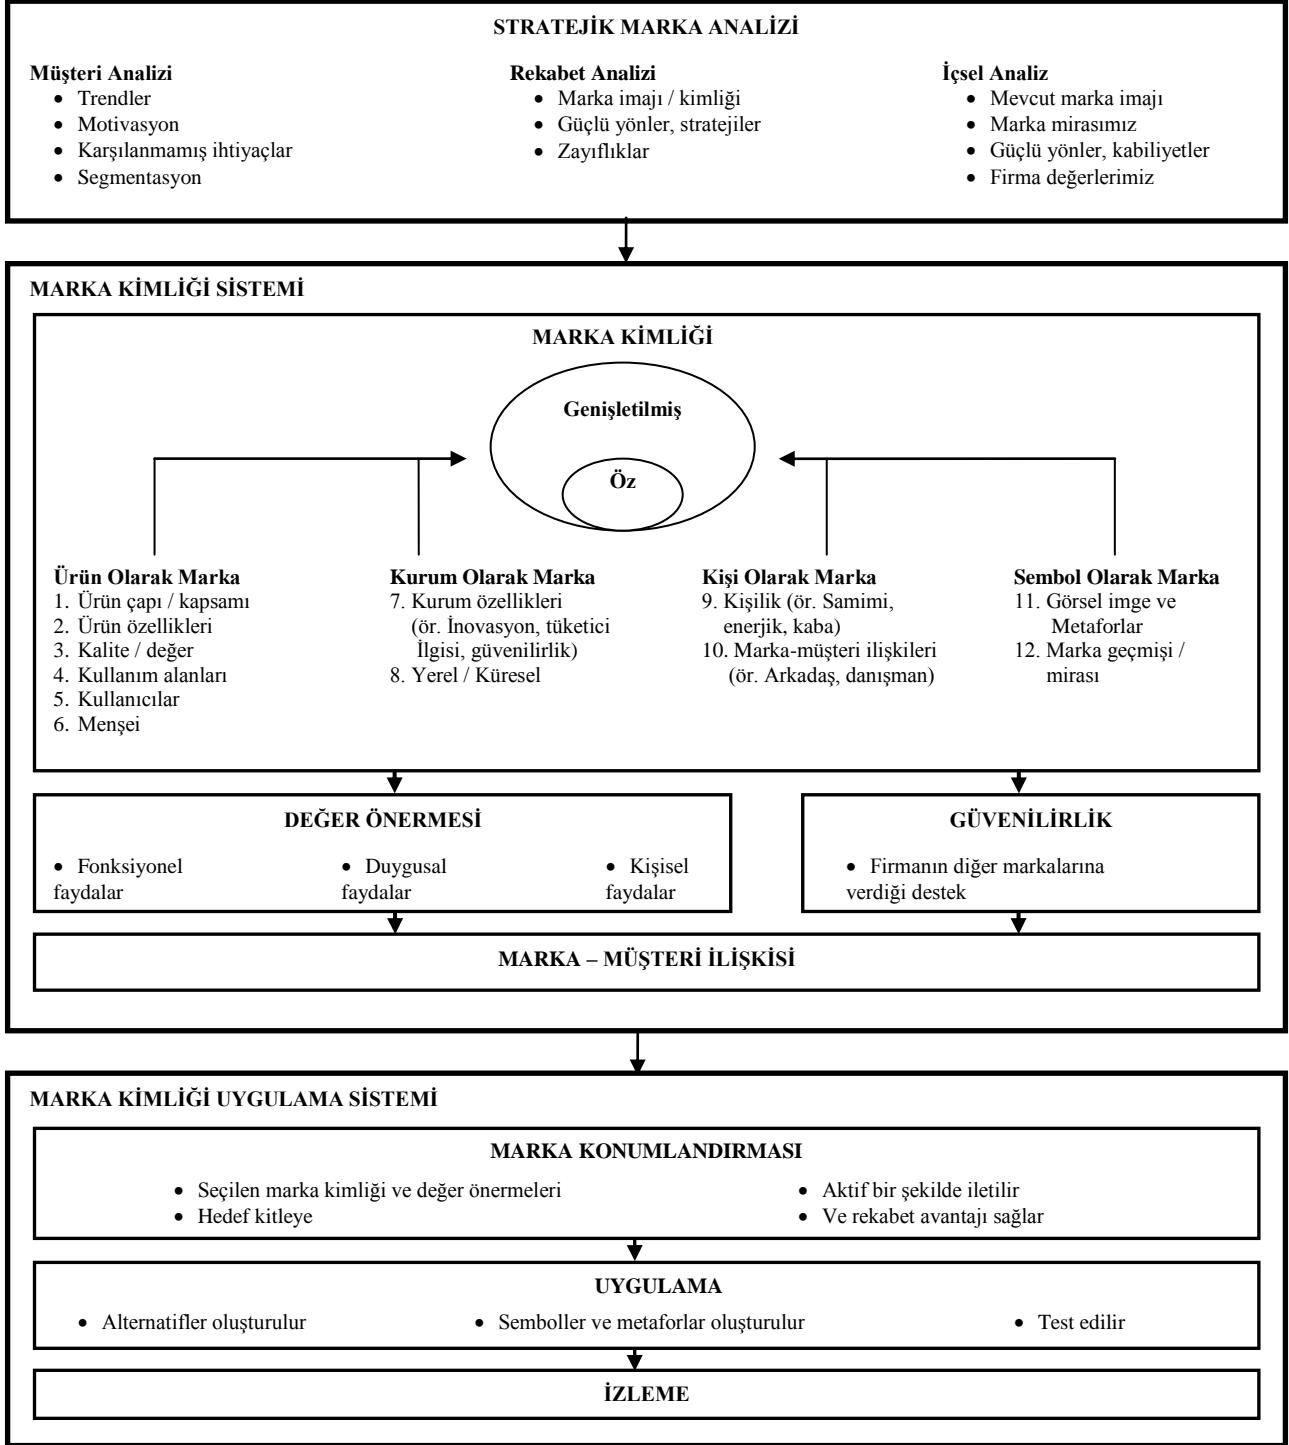 STRATEJİK MARKA ANALİZİ
Müşteri Analizi
• Trendler
• Motivasyon
• Karşılanmamış ihtiyaçlar
• Segmentasyon
Rekabet Analizi
• Marka imajı / kimliği
• Güçlü yönler, stratejiler
• Zayıflıklar
İçsel Analiz
• Mevcut marka imajı
• Marka mirasımız
• Güçlü yönler, kabiliyetler
• Firma değerlerimiz
MARKA KİMLİĞİ SİSTEMİ
MARKA KİMLİĞİ
Genişletilmiş
Öz
Ürün Olarak Marka
1. Ürün çapı / kapsamı
2. Ürün özellikleri
3. Kalite / değer
4. Kullanım alanları
5. Kullanıcılar
6. Menşei
Kurum Olarak Marka
7. Kurum özellikleri
(ör. İnovasyon, tüketici
İlgisi, güvenilirlik)
8. Yerel / Küresel
Kişi Olarak Marka
9. Kişilik (ör. Samimi,
enerjik, kaba)
10. Marka-müşteri ilişkileri
(ör. Arkadaş, danışman)
Sembol Olarak Marka
11. Görsel imge ve
Metaforlar
12. Marka geçmişi /
mirası
DEĞER ÖNERMESİ
• Fonksiyonel
faydalar
• Duygusal
faydalar
• Kişisel
faydalar
GÜVENİLİRLİK
• Firmanın diğer markalarına
verdiği destek
MARKA – MÜŞTERİ İLİŞKİSİ
MARKA KİMLİĞİ UYGULAMA SİSTEMİ
MARKA KONUMLANDIRMASI
• Seçilen marka kimliği ve değer önermeleri
• Hedef kitleye
• Aktif bir şekilde iletilir
• Ve rekabet avantajı sağlar
UYGULAMA
• Alternatifler oluşturulur
• Semboller ve metaforlar oluşturulur
• Test edilir
İZLEME